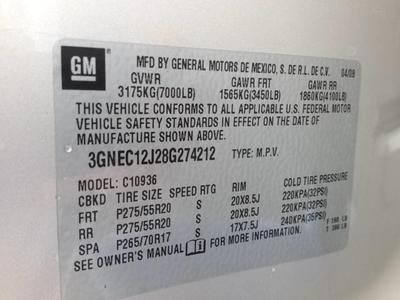 GM
MFD BY GENERAL MOTORS DE MEXICO, S. DE R.L. DE C.V. 04/08
GVWR GAWR FRT GAWR RR
3175KG(7000LB) 1565KG(3450LB) 1860KG(4100LB)
THIS VEHICLE CONFORMS TO ALL APPLICABLE U.S. FEDERAL MOTOR
VEHICLE SAFETY STANDARDS IN EFFECT ON THE DATE OF
MANUFACTURE SHOWN ABOVE.
3GNEC12J28G274212 TYPE: M.P.V.
MODEL: C10936
CBKD TIRE SIZE SPEED RTG RIM COLD TIRE PRESSURE
FRT P275/55R20 S 20X8.5J 220KPA(32PSI)
RR P275/55R20 S 20X8.5J 220KPA(32PSI)
SPA P265/70R17 S 17X7.5J 240KPA(35PSI)
SEE OWNER'S MANUAL FOR MORE INFORMATION.